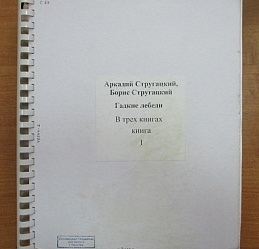 Аркадий Стругацкий,
Борис Стругацкий
Гадкие лебеди
В трех книгах
книга
1